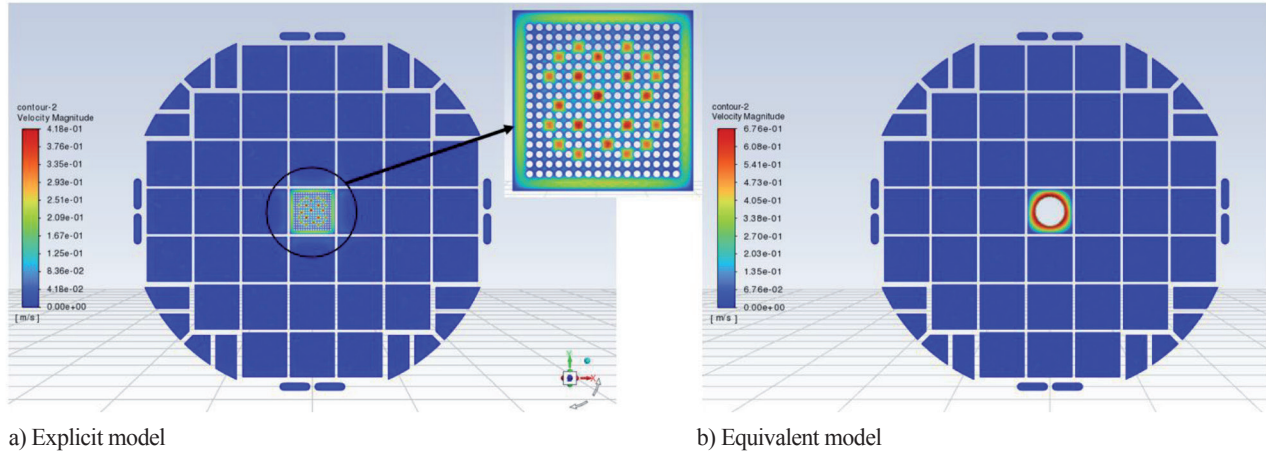 contour-2
Velocity Magnitude
4.18e-01
3.76e-01
3.35e-01
2.93e-01
2.51e-01
2.09e-01
1.67e-01
1.25e-01
8.36e-02
4.18e-02
0.00e+00
[ m/s ]
Y
X
contour-2
Velocity Magnitude
6.76e-01
6.08e-01
5.41e-01
4.73e-01
4.05e-01
3.38e-01
2.70e-01
2.03e-01
1.35e-01
6.76e-02
0.00e+00
[ m/s ]
a) Explicit model
b) Equivalent model